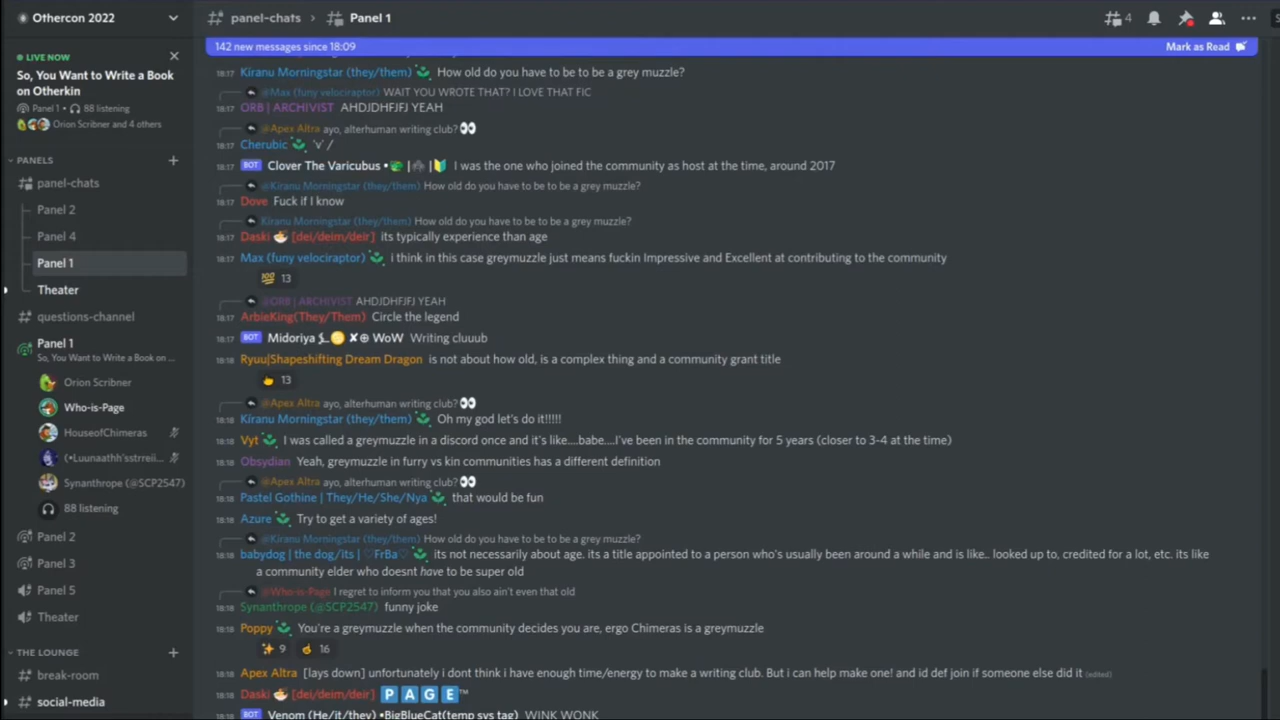 Othercon 2022
LIVE NOW
So, You Want to Write a Book
on Otherkin
Panel 1 • 88 listening
Orion Scribner and 4 others
PANELS
panel-chats
Panel 2
Panel 4
Panel 1
Theater
questions-channel
Panel 1
So, You Want to Write a Book on ...
Orion Scribner
Who-is-Page
HouseofChimeras
(•Luunaathh'sstrreii...
Synanthrope (@SCP2547)
88 listening
Panel 2
Panel 3
Panel 5
Theater
THE LOUNGE
break-room
social-media
panel-chats > Panel 1
4
142 new messages since 18:09 Mark as Read
18:17 Kiranu Morningstar (they/them) How old do you have to be to be a grey muzzle?
@Max (funy velociraptor) WAIT YOU WROTE THAT? I LOVE THAT FIC
18:17 ORB | ARCHIVIST AHDJDHFJFJ YEAH
@Apex Altra ayo, alterhuman writing club? 👀
18:17 Cherubic 'v' /
18:17 BOT Clover The Varicubus •🐲|🕷|🔰 I was the one who joined the community as host at the time, around 2017
@Kiranu Morningstar (they/them) How old do you have to be to be a grey muzzle?
18:17 Dove Fuck if I know
Kiranu Morningstar (they/them) How old do you have to be to be a grey muzzle?
18:17 Daski [dei/deim/deir] its typically experience than age
18:17 Max (funy velociraptor) i think in this case greymuzzle just means fuckin Impressive and Excellent at contributing to the community
💯 13
@ORB | ARCHIVIST AHDJDHFJFJ YEAH
18:17 ArbieKing(They/Them) Circle the legend
18:17 BOT Midoriya ✘⊕ WoW Writing cluuub
18:18 Ryuu|Shapeshifting Dream Dragon is not about how old, is a complex thing and a community grant title
13
@Apex Altra ayo, alterhuman writing club? 👀
18:18 Kiranu Morningstar (they/them) Oh my god let's do it!!!!!
18:18 Vyt I was called a greymuzzle in a discord once and it's like....babe....I've been in the community for 5 years (closer to 3-4 at the time)
18:18 Obsydian Yeah, greymuzzle in furry vs kin communities has a different definition
@Apex Altra ayo, alterhuman writing club? 👀
18:18 Pastel Gothine | They/He/She/Nya that would be fun
18:18 Azure Try to get a variety of ages!
@Kiranu Morningstar (they/them) How old do you have to be to be a grey muzzle?
18:18 babydog | the dog/its | ♡FrBa♡ its not necessarily about age. its a title appointed to a person who's usually been around a while and is like.. looked up to, credited for a lot, etc. its like
a community elder who doesnt have to be super old
@Who-is-Page I regret to inform you that you also ain't even that old
18:18 Synanthrope (@SCP2547) funny joke
18:18 Poppy You're a greymuzzle when the community decides you are, ergo Chimeras is a greymuzzle
✨ 9 ☝ 16
18:18 Apex Altra [lays down] unfortunately i dont think i have enough time/energy to make a writing club. But i can help make one! and id def join if someone else did it (edited)
18:18 Daski [dei/deim/deir] P A G E ™
18:18 BOT Venom (He/it/they) •BigBlueCat(temp sys tag) WINK WONK